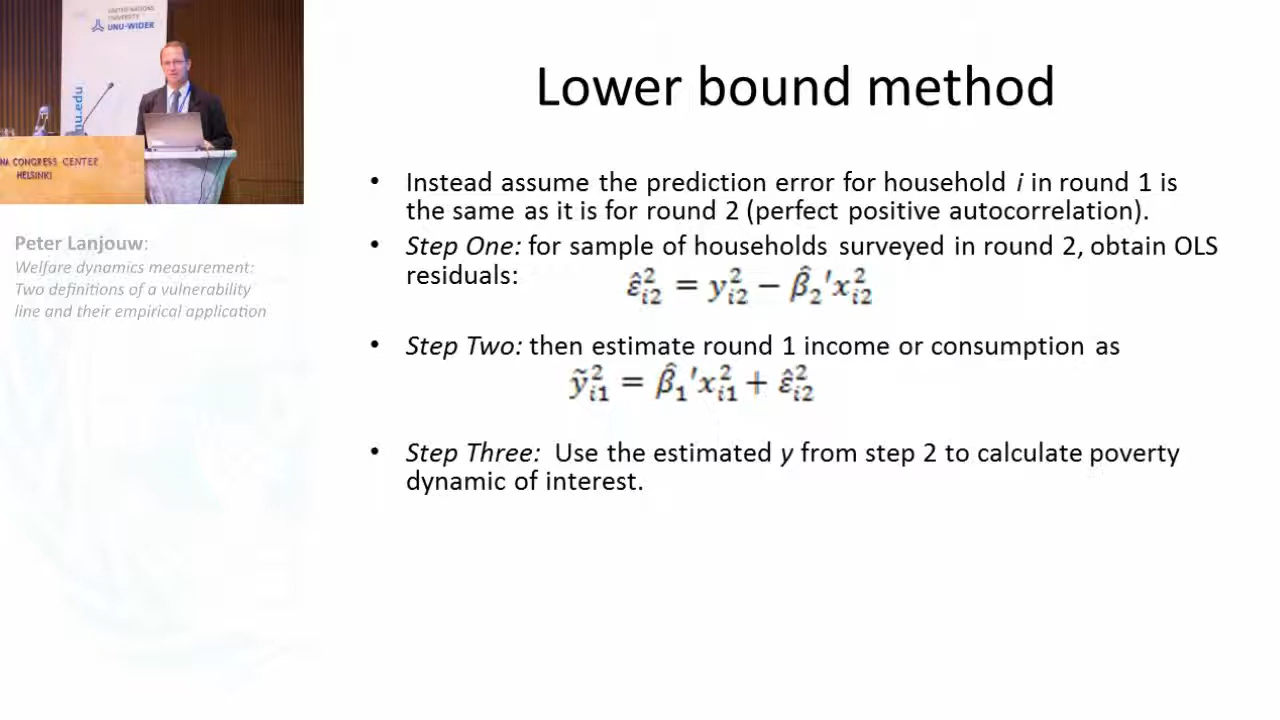 UNITED NATIONS
UNIVERSITY
UNU-WIDER
nu.edu
NA CONGRESS CENTER
HELSINKI
Peter Lanjouw:
Welfare dynamics measurement:
Two definitions of a vulnerability
line and their empirical application
Lower bound method
• Instead assume the prediction error for household i in round 1 is
the same as it is for round 2 (perfect positive autocorrelation).
• Step One: for sample of households surveyed in round 2, obtain OLS
residuals: ε̂²ᵢ₂ = y²ᵢ₂ − β̂₂′x²ᵢ₂
• Step Two: then estimate round 1 income or consumption as
ỹ²ᵢ₁ = β̂₁′x²ᵢ₁ + ε̂²ᵢ₂
• Step Three: Use the estimated y from step 2 to calculate poverty
dynamic of interest.